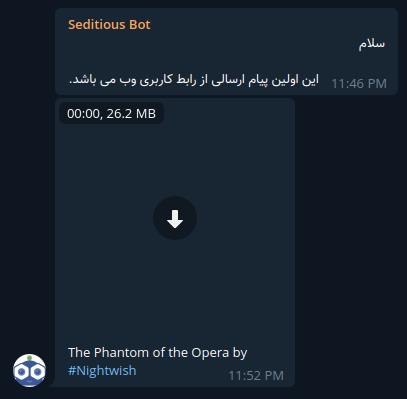 Seditious Bot
سلام
این اولین پیام ارسالی از رابط کاربری وب می باشد.
11:46 PM
00:00, 26.2 MB
The Phantom of the Opera by
#Nightwish
11:52 PM